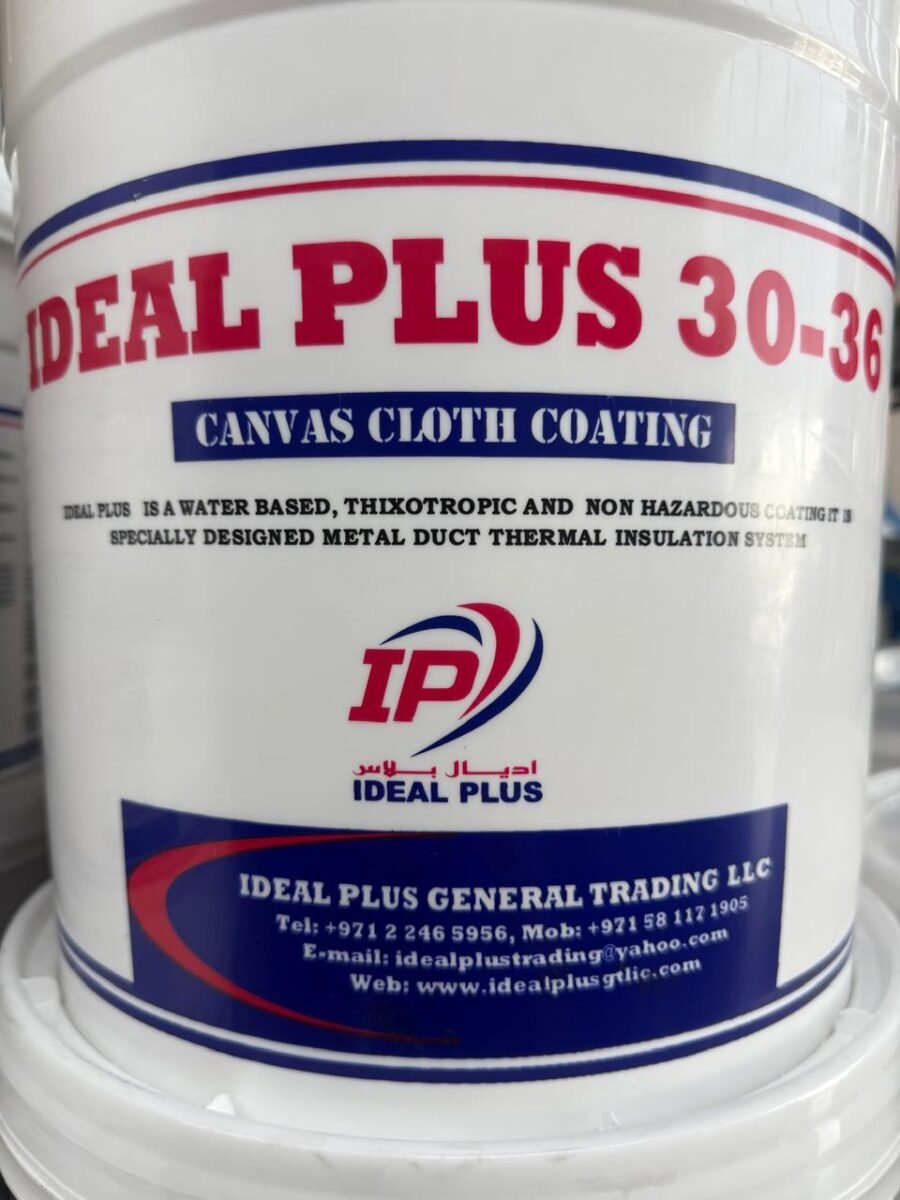 IDEAL PLUS 30-36
CANVAS CLOTH COATING
IDEAL PLUS IS A WATER BASED, THIXOTROPIC AND NON HAZARDOUS COATING IT IS
SPECIALLY DESIGNED METAL DUCT THERMAL INSULATION SYSTEM
IP
اديال بلاس
IDEAL PLUS
IDEAL PLUS GENERAL TRADING LLC
Tel: +971 2 246 5956, Mob: +971 58 117 1905
E-mail: idealplustrading@yahoo.com
Web: www.idealplusgtllc.com